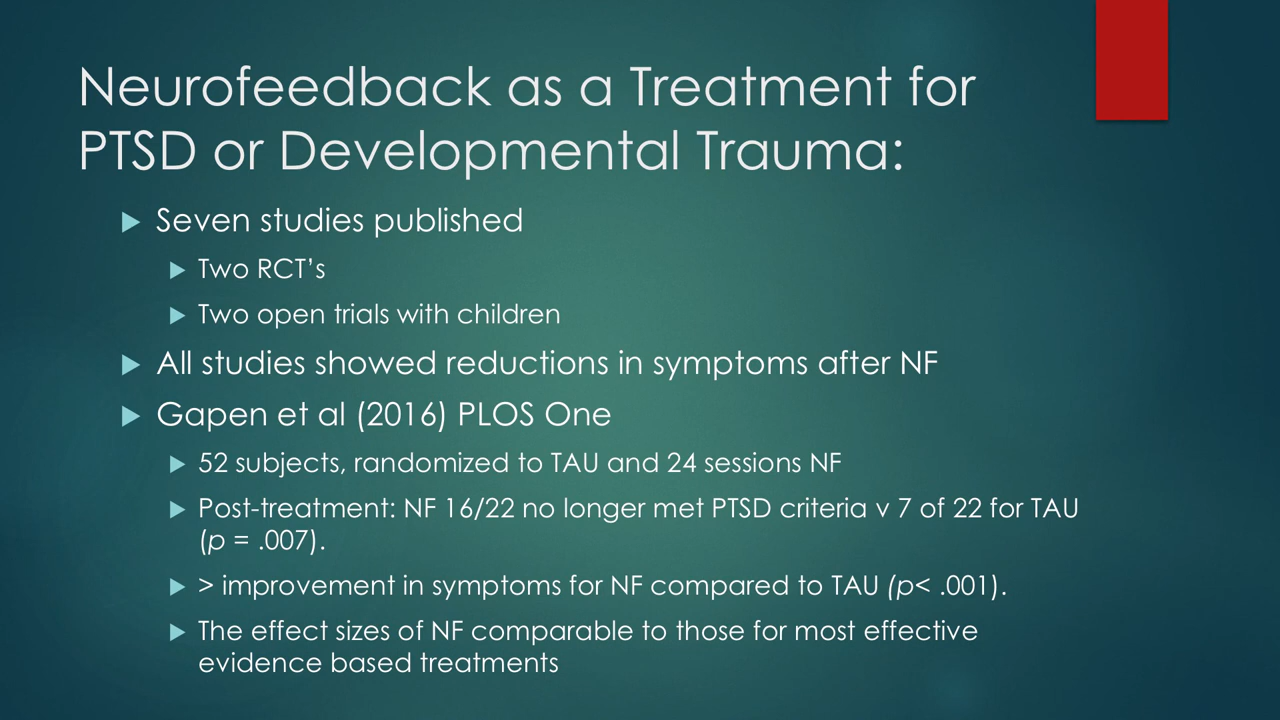 Neurofeedback as a Treatment for
PTSD or Developmental Trauma:
Seven studies published
Two RCT’s
Two open trials with children
All studies showed reductions in symptoms after NF
Gapen et al (2016) PLOS One
52 subjects, randomized to TAU and 24 sessions NF
Post-treatment: NF 16/22 no longer met PTSD criteria v 7 of 22 for TAU
(p = .007).
> improvement in symptoms for NF compared to TAU (p< .001).
The effect sizes of NF comparable to those for most effective
evidence based treatments